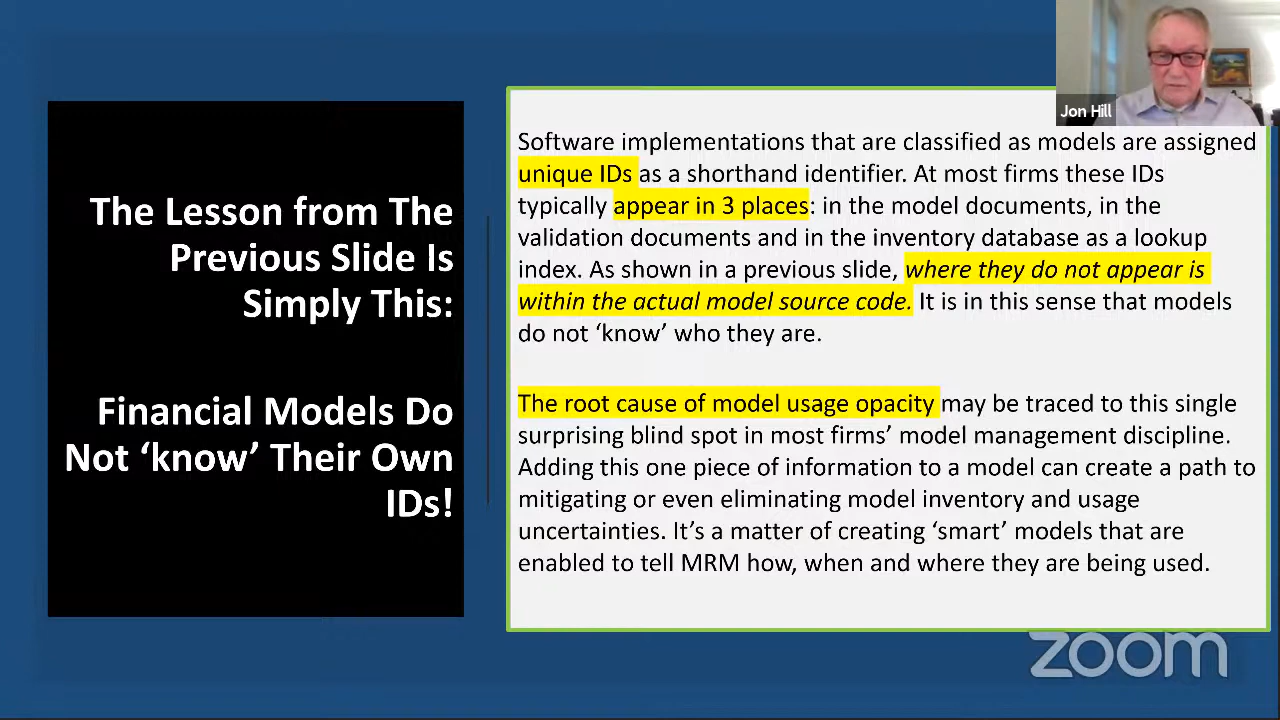 The Lesson from The
Previous Slide Is
Simply This:
Financial Models Do
Not ‘know’ Their Own
IDs!
Software implementations that are classified as models are assigned
unique IDs as a shorthand identifier. At most firms these IDs
typically appear in 3 places: in the model documents, in the
validation documents and in the inventory database as a lookup
index. As shown in a previous slide, where they do not appear is
within the actual model source code. It is in this sense that models
do not ‘know’ who they are.
The root cause of model usage opacity may be traced to this single
surprising blind spot in most firms’ model management discipline.
Adding this one piece of information to a model can create a path to
mitigating or even eliminating model inventory and usage
uncertainties. It’s a matter of creating ‘smart’ models that are
enabled to tell MRM how, when and where they are being used.
Jon Hill
zoom